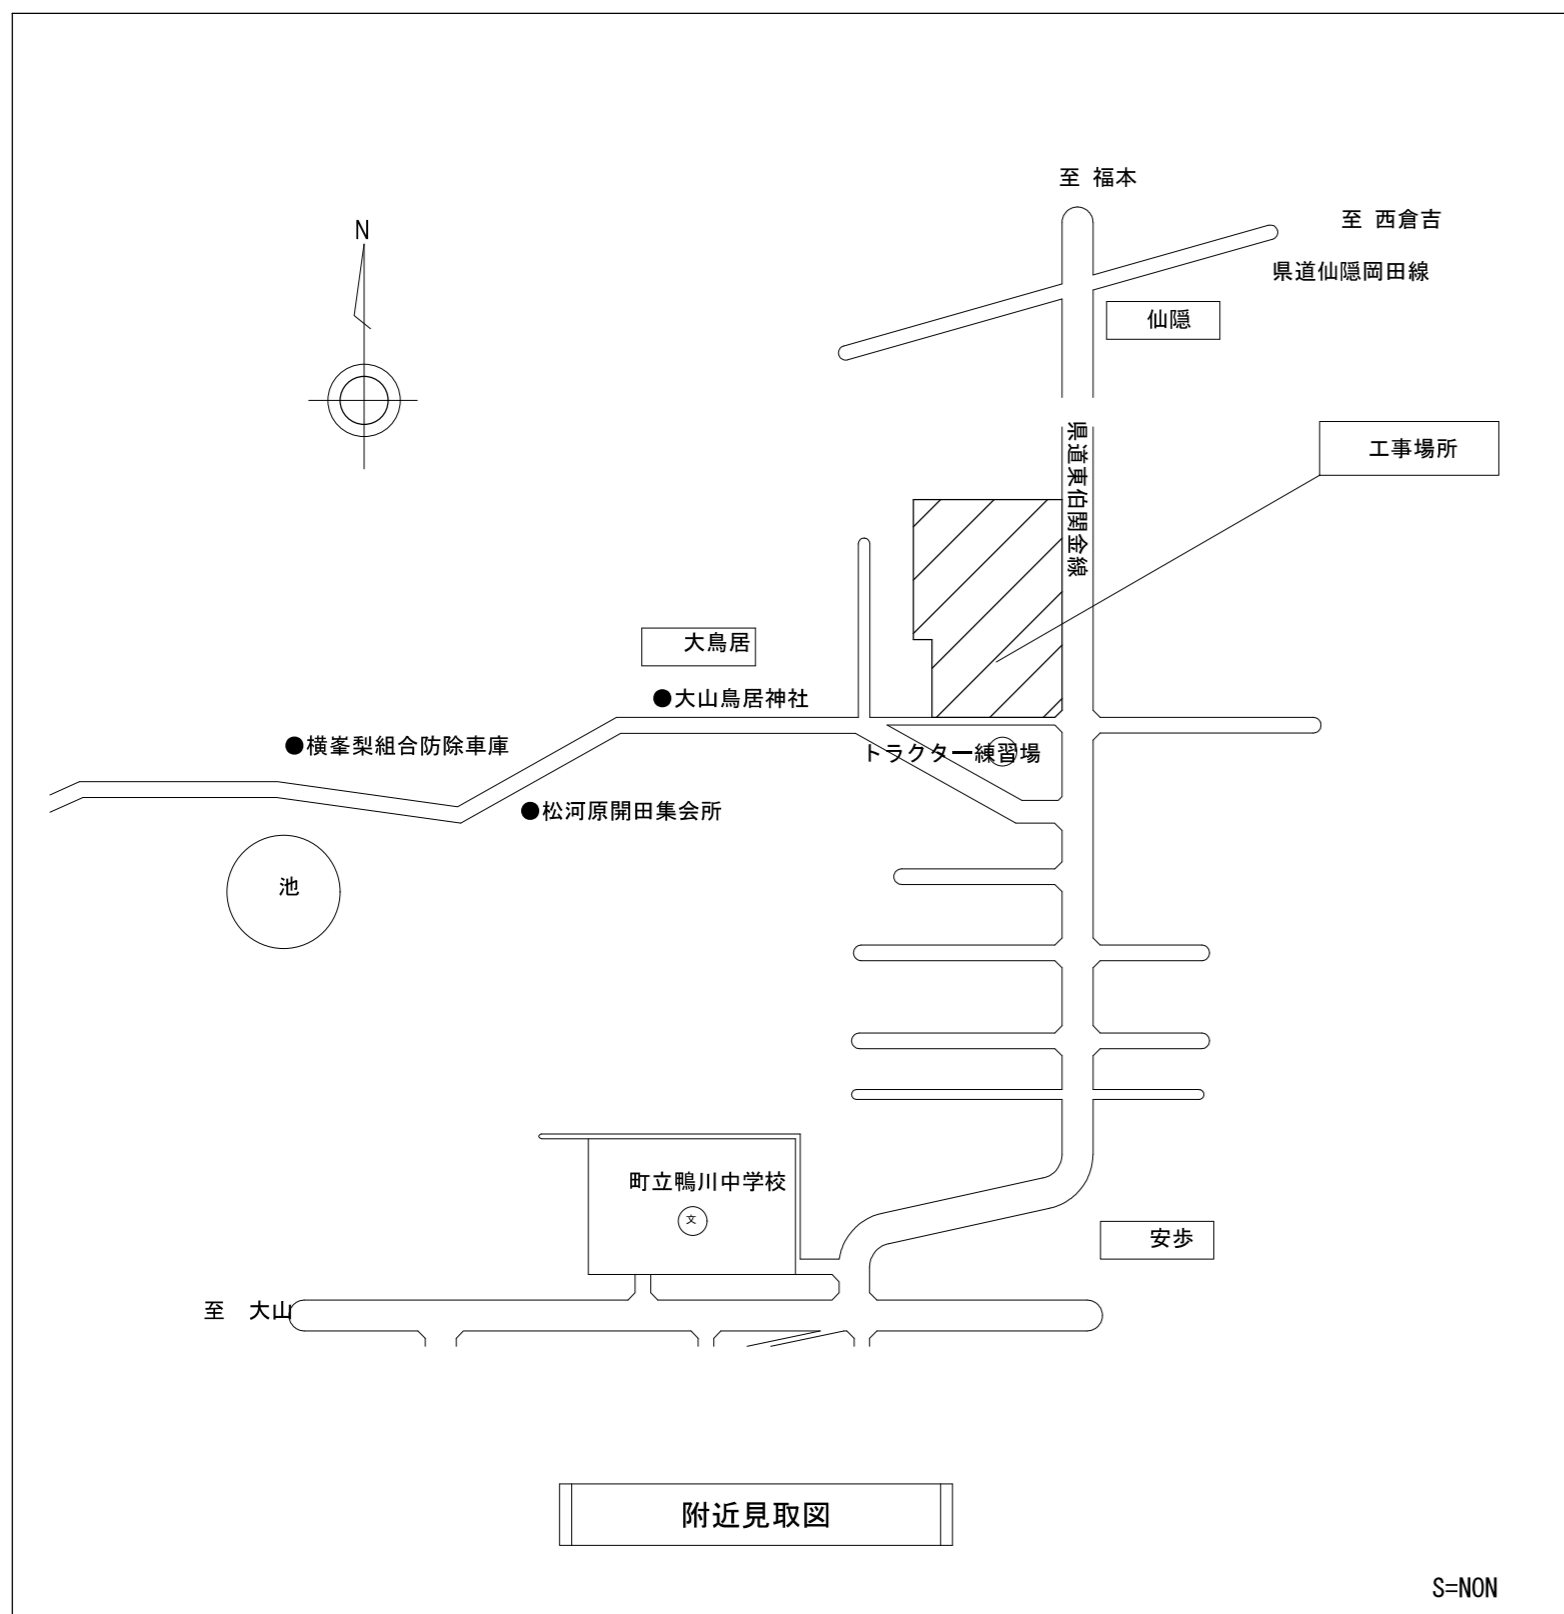 至 福本
N
至 西倉吉
県道仙隠岡田線
仙隠
県道東伯関金線
工事場所
大鳥居
●大山鳥居神社
●横峯梨組合防除車庫
トラクター練習場
●松河原開田集会所
池
町立鴨川中学校
文
安歩
至 大山
附近見取図
S=NON